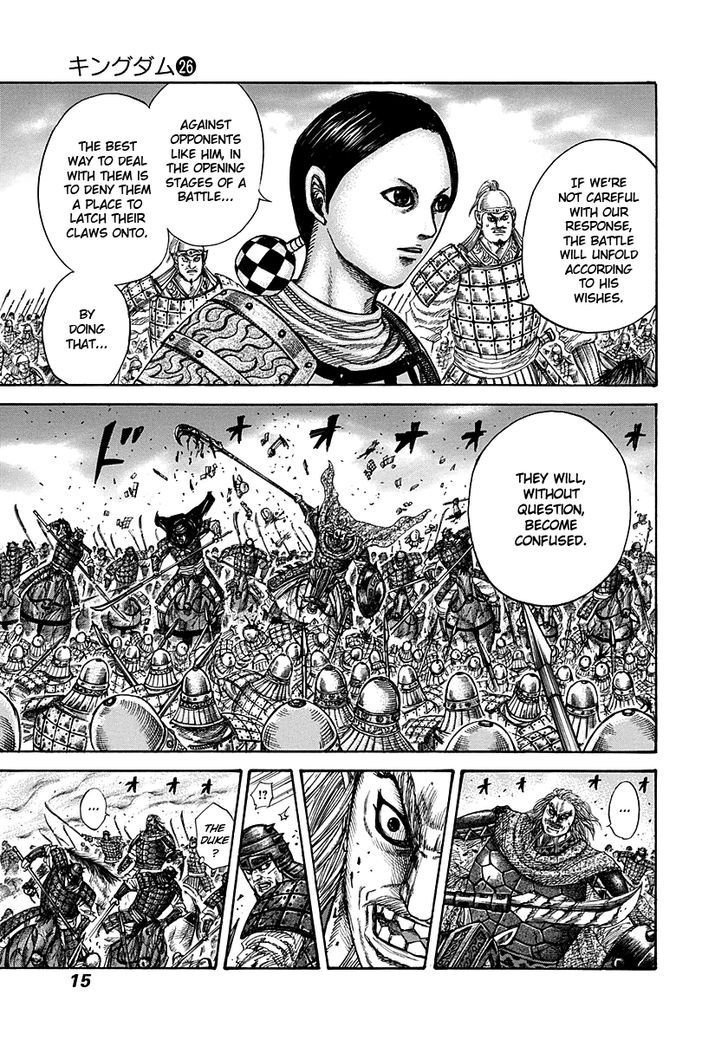 キングダム26
IF WE'RE
NOT CAREFUL
WITH OUR
RESPONSE,
THE BATTLE
WILL
UNFOLD
ACCORDING
TO HIS
WISHES.
AGAINST
OPPONENTS
LIKE HIM, IN
THE OPENING
STAGES OF A
BATTLE...
THE BEST
WAY TO DEAL
WITH THEM IS
TO DENY THEM
A PLACE TO
LATCH THEIR
CLAWS ONTO.
BY
DOING
THAT...
ド オ オ オ オ オ
THEY WILL,
WITHOUT
QUESTION,
BECOME
CONFUSED.
...
オ オ
!?
THE
DUKE
?
...
オ オ オ
15